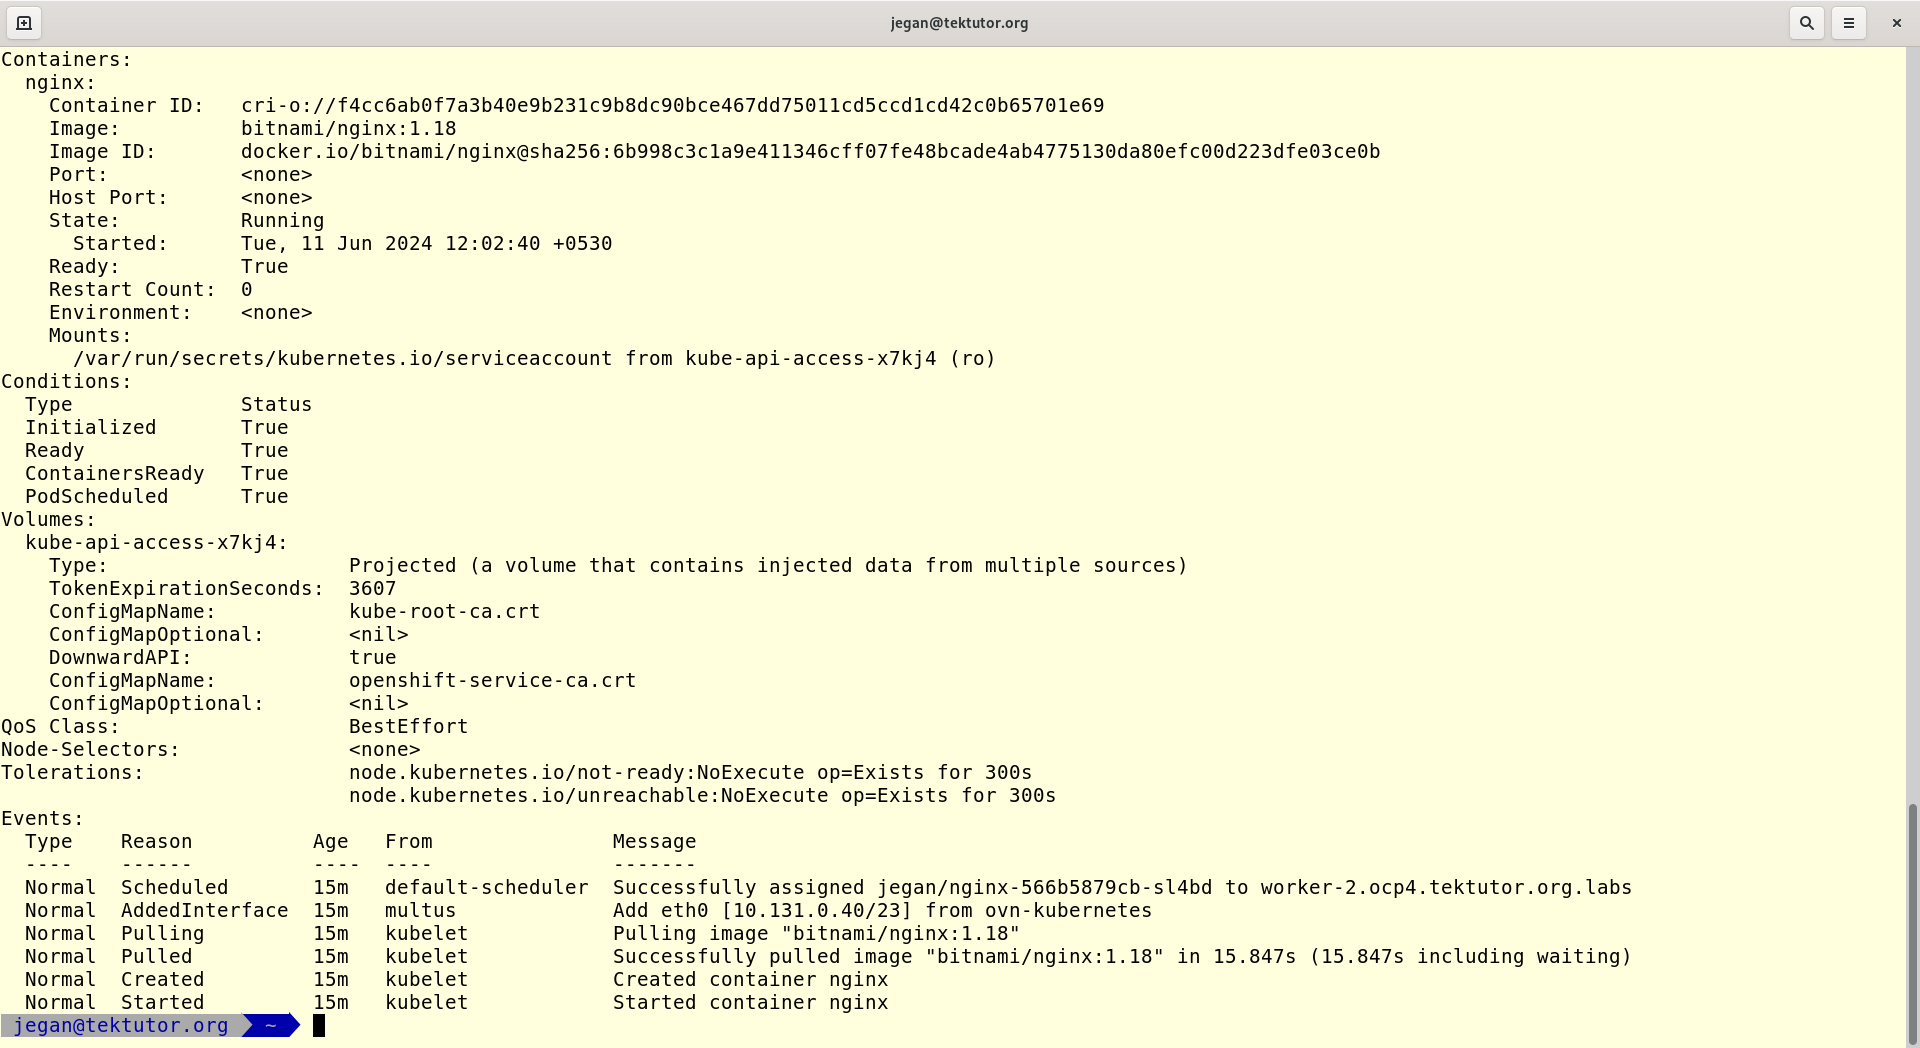 jegan@tektutor.org
Containers:
  nginx:
    Container ID:   cri-o://f4cc6ab0f7a3b40e9b231c9b8dc90bce467dd75011cd5ccd1cd42c0b65701e69
    Image:          bitnami/nginx:1.18
    Image ID:       docker.io/bitnami/nginx@sha256:6b998c3c1a9e411346cff07fe48bcade4ab4775130da80efc00d223dfe03ce0b
    Port:           <none>
    Host Port:      <none>
    State:          Running
      Started:      Tue, 11 Jun 2024 12:02:40 +0530
    Ready:          True
    Restart Count:  0
    Environment:    <none>
    Mounts:
      /var/run/secrets/kubernetes.io/serviceaccount from kube-api-access-x7kj4 (ro)
Conditions:
  Type              Status
  Initialized       True
  Ready             True
  ContainersReady   True
  PodScheduled      True
Volumes:
  kube-api-access-x7kj4:
    Type:                    Projected (a volume that contains injected data from multiple sources)
    TokenExpirationSeconds:  3607
    ConfigMapName:           kube-root-ca.crt
    ConfigMapOptional:       <nil>
    DownwardAPI:             true
    ConfigMapName:           openshift-service-ca.crt
    ConfigMapOptional:       <nil>
QoS Class:                   BestEffort
Node-Selectors:              <none>
Tolerations:                 node.kubernetes.io/not-ready:NoExecute op=Exists for 300s
                             node.kubernetes.io/unreachable:NoExecute op=Exists for 300s
Events:
  Type    Reason          Age   From               Message
  ----    ------          ----  ----               -------
  Normal  Scheduled       15m   default-scheduler  Successfully assigned jegan/nginx-566b5879cb-sl4bd to worker-2.ocp4.tektutor.org.labs
  Normal  AddedInterface  15m   multus             Add eth0 [10.131.0.40/23] from ovn-kubernetes
  Normal  Pulling         15m   kubelet            Pulling image "bitnami/nginx:1.18"
  Normal  Pulled          15m   kubelet            Successfully pulled image "bitnami/nginx:1.18" in 15.847s (15.847s including waiting)
  Normal  Created         15m   kubelet            Created container nginx
  Normal  Started         15m   kubelet            Started container nginx
jegan@tektutor.org ~